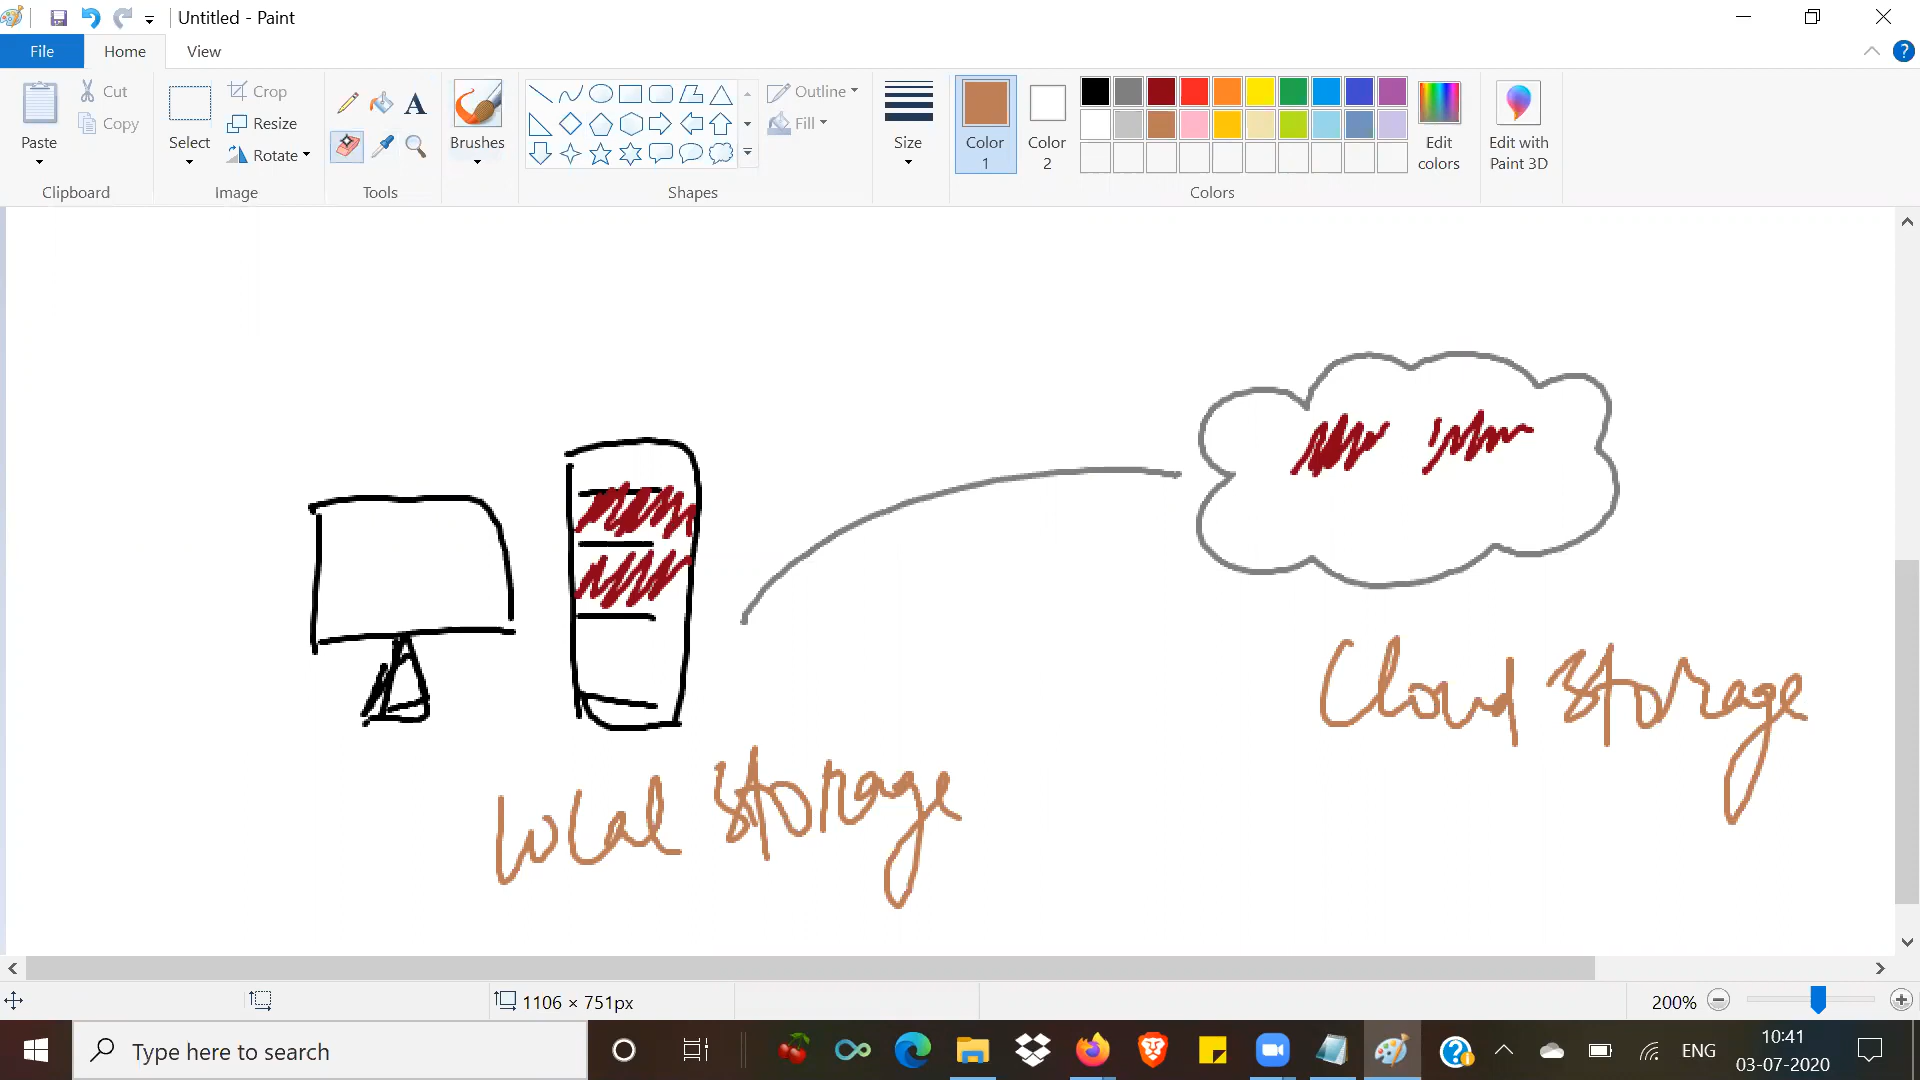 Untitled - Paint
File Home View
Paste Cut Copy Clipboard
Select Crop Resize Rotate Image
Tools
Brushes
Shapes
Outline Fill
Size
Color 1
Color 2
Colors
Edit colors
Edit with Paint 3D
Cloud Storage
Local Storage
1106 × 751px
200%
Type here to search
ENG
10:41
03-07-2020